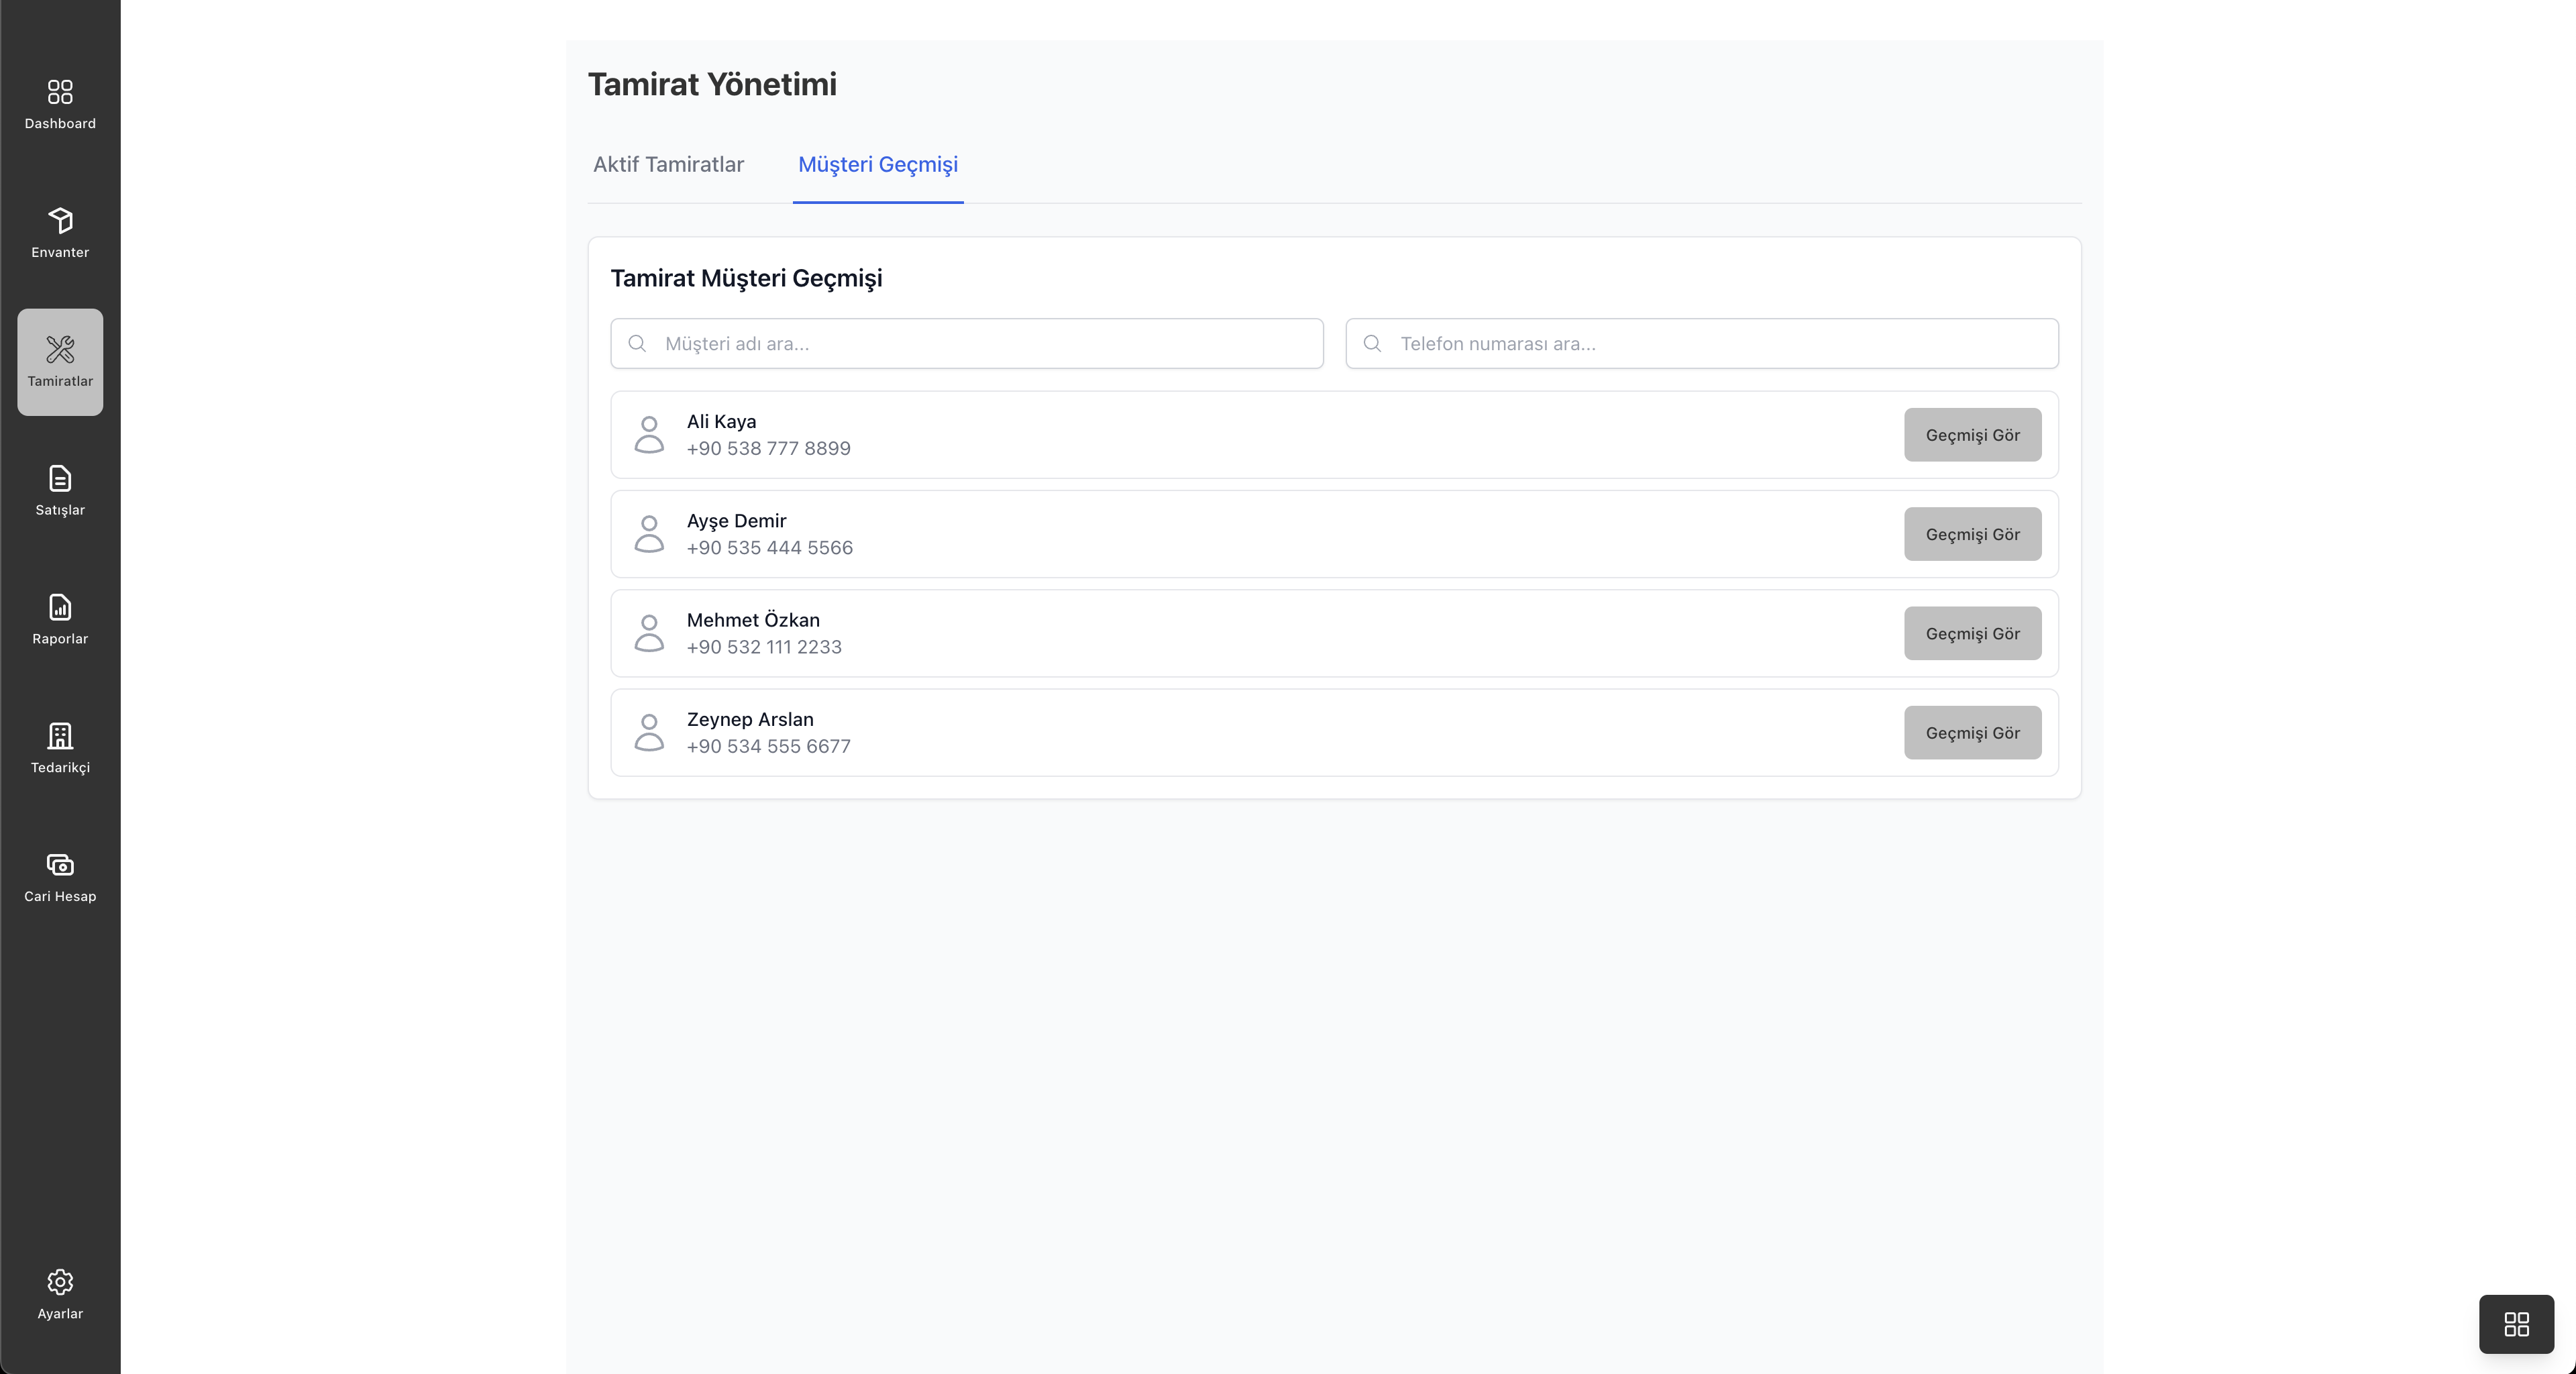 Dashboard
Envanter
Tamiratlar
Satışlar
Raporlar
Tedarikçi
Cari Hesap
Ayarlar
Tamirat Yönetimi
Aktif Tamiratlar
Müşteri Geçmişi
Tamirat Müşteri Geçmişi
Müşteri adı ara...
Telefon numarası ara...
Ali Kaya
+90 538 777 8899
Geçmişi Gör
Ayşe Demir
+90 535 444 5566
Geçmişi Gör
Mehmet Özkan
+90 532 111 2233
Geçmişi Gör
Zeynep Arslan
+90 534 555 6677
Geçmişi Gör